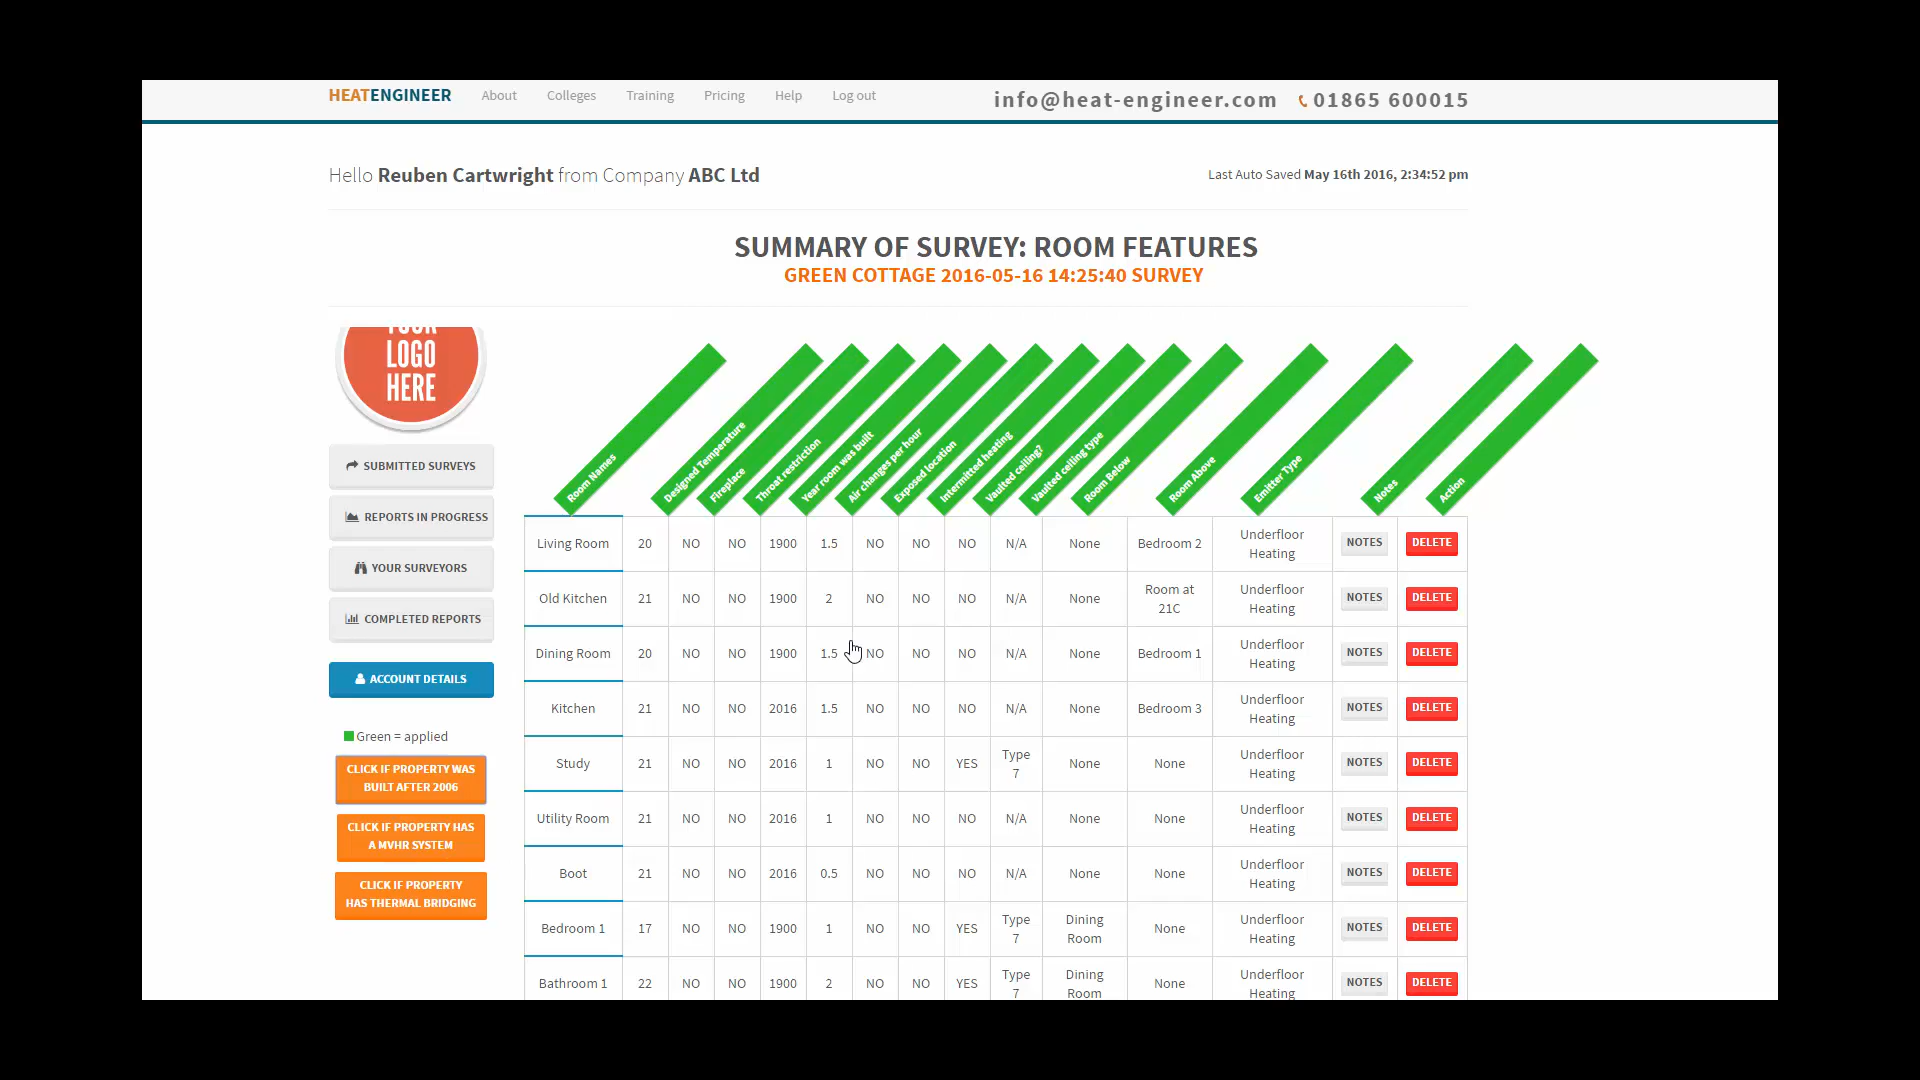 HEATENGINEER About Colleges Training Pricing Help Log out info@heat-engineer.com 01865 600015
Hello Reuben Cartwright from Company ABC Ltd
Last Auto Saved May 16th 2016, 2:34:52 pm
SUMMARY OF SURVEY: ROOM FEATURES
GREEN COTTAGE 2016-05-16 14:25:40 SURVEY
YOUR
LOGO
HERE
SUBMITTED SURVEYS
REPORTS IN PROGRESS
YOUR SURVEYORS
COMPLETED REPORTS
ACCOUNT DETAILS
Green = applied
CLICK IF PROPERTY WAS
BUILT AFTER 2006
CLICK IF PROPERTY HAS
A MVHR SYSTEM
CLICK IF PROPERTY
HAS THERMAL BRIDGING
Room Names
Designed Temperature
Fireplace
Throat restriction
Year room was built
Air changes per hour
Exposed location
Intermitted heating
Vaulted ceiling?
Vaulted ceiling type
Room Below
Room Above
Emitter Type
Notes
Action
Living Room 20 NO NO 1900 1.5 NO NO NO N/A None Bedroom 2 Underfloor Heating NOTES DELETE
Old Kitchen 21 NO NO 1900 2 NO NO NO N/A None Room at 21C Underfloor Heating NOTES DELETE
Dining Room 20 NO NO 1900 1.5 NO NO NO N/A None Bedroom 1 Underfloor Heating NOTES DELETE
Kitchen 21 NO NO 2016 1.5 NO NO NO N/A None Bedroom 3 Underfloor Heating NOTES DELETE
Study 21 NO NO 2016 1 NO NO YES Type 7 None None Underfloor Heating NOTES DELETE
Utility Room 21 NO NO 2016 1 NO NO NO N/A None None Underfloor Heating NOTES DELETE
Boot 21 NO NO 2016 0.5 NO NO NO N/A None None Underfloor Heating NOTES DELETE
Bedroom 1 17 NO NO 1900 1 NO NO YES Type 7 Dining Room None Underfloor Heating NOTES DELETE
Bathroom 1 22 NO NO 1900 2 NO NO YES Type 7 Dining Room None Underfloor Heating NOTES DELETE